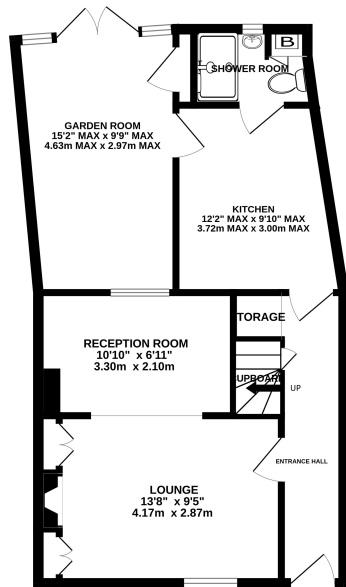 B
SHOWER ROOM
GARDEN ROOM
15'2" MAX x 9'9" MAX
4.63m MAX x 2.97m MAX
KITCHEN
12'2" MAX x 9'10" MAX
3.72m MAX x 3.00m MAX
TORAGE
RECEPTION ROOM
10'10" x 6'11"
3.30m x 2.10m
UPBOARD
UP
ENTRANCE HALL
LOUNGE
13'8" x 9'5"
4.17m x 2.87m